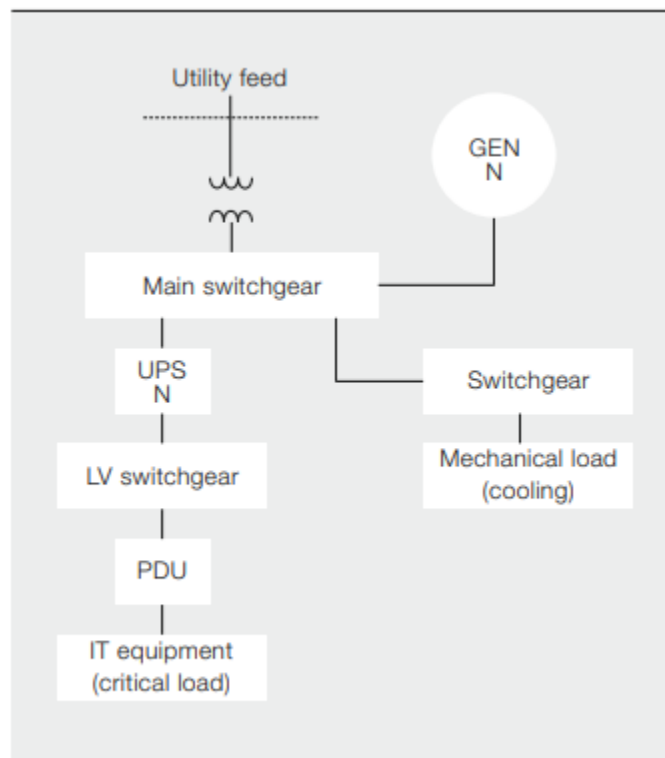 Utility feed
GEN
N
Main switchgear
UPS
N
Switchgear
LV switchgear
Mechanical load
(cooling)
PDU
IT equipment
(critical load)